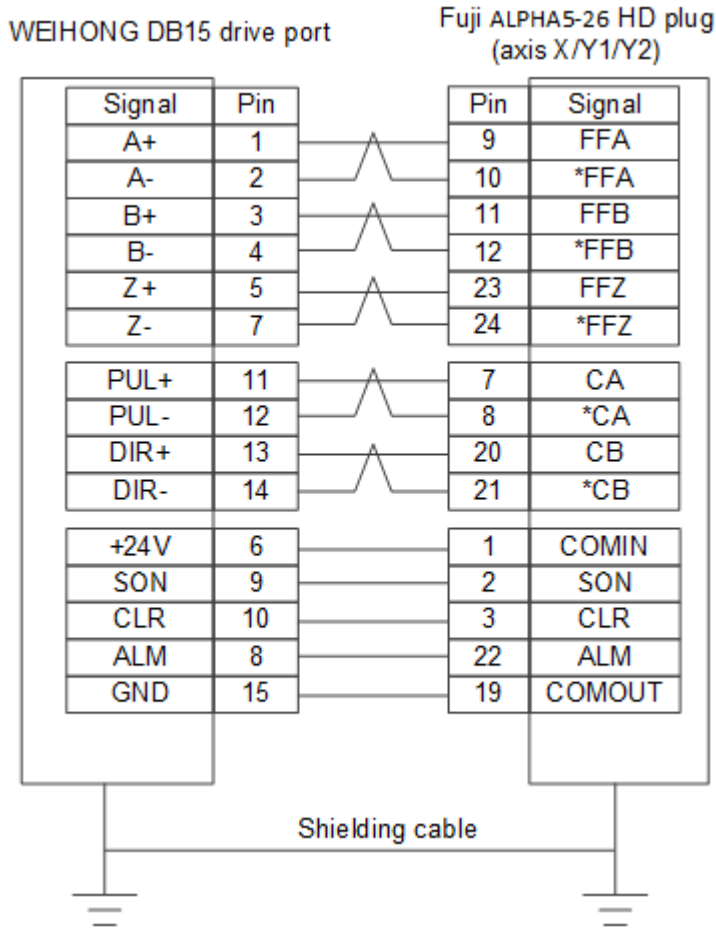 WEIHONG DB15 drive port
Fuji ALPHA5-26 HD plug
(axis X/Y1/Y2)
Signal Pin Pin Signal
A+ 1 9 FFA
A- 2 10 *FFA
B+ 3 11 FFB
B- 4 12 *FFB
Z+ 5 23 FFZ
Z- 7 24 *FFZ
PUL+ 11 7 CA
PUL- 12 8 *CA
DIR+ 13 20 CB
DIR- 14 21 *CB
+24V 6 1 COMIN
SON 9 2 SON
CLR 10 3 CLR
ALM 8 22 ALM
GND 15 19 COMOUT
Shielding cable